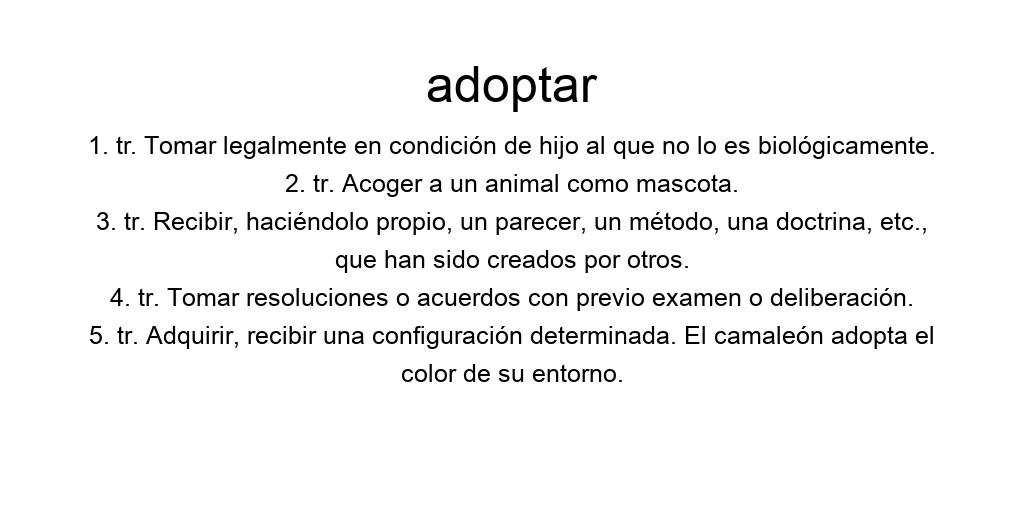 adoptar
1. tr. Tomar legalmente en condición de hijo al que no lo es biológicamente.
2. tr. Acoger a un animal como mascota.
3. tr. Recibir, haciéndolo propio, un parecer, un método, una doctrina, etc.,
que han sido creados por otros.
4. tr. Tomar resoluciones o acuerdos con previo examen o deliberación.
5. tr. Adquirir, recibir una configuración determinada. El camaleón adopta el
color de su entorno.